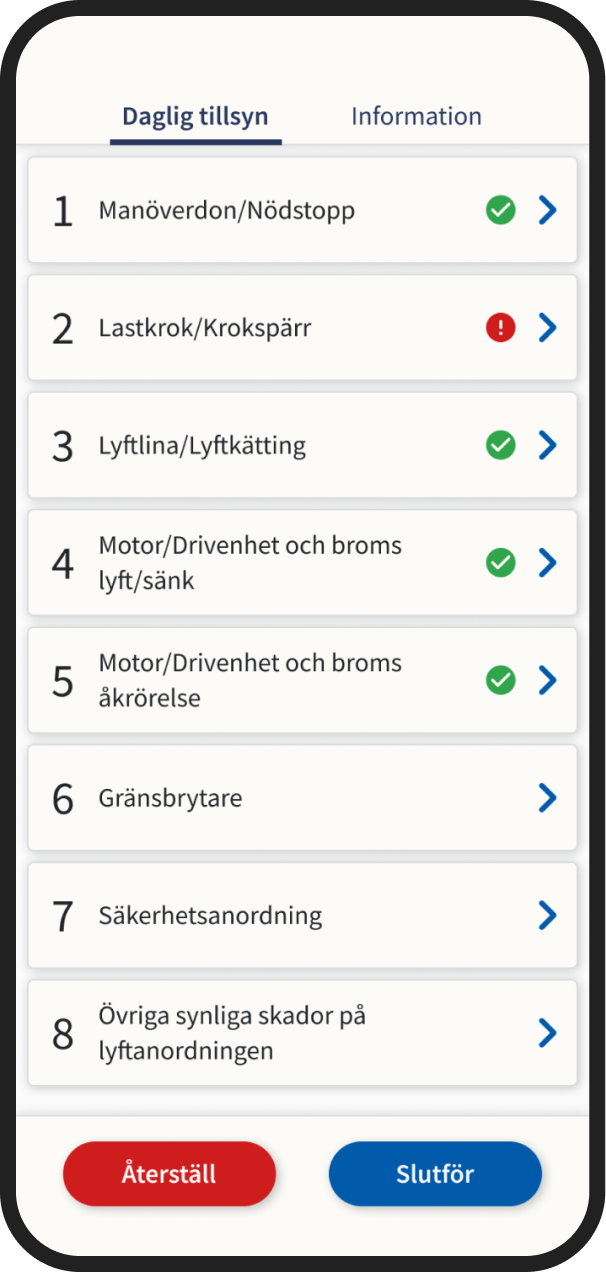 Daglig tillsyn
Information
1
Manöverdon/Nödstopp
2
Lastkrok/Krokspärr
3
Lyftlina/Lyftkätting
4
Motor/Drivenhet och broms
lyft/sänk
5
Motor/Drivenhet och broms
åkrörelse
6
Gränsbrytare
7
Säkerhetsanordning
8
Övriga synliga skador på
lyftanordningen
Återställ
Slutför